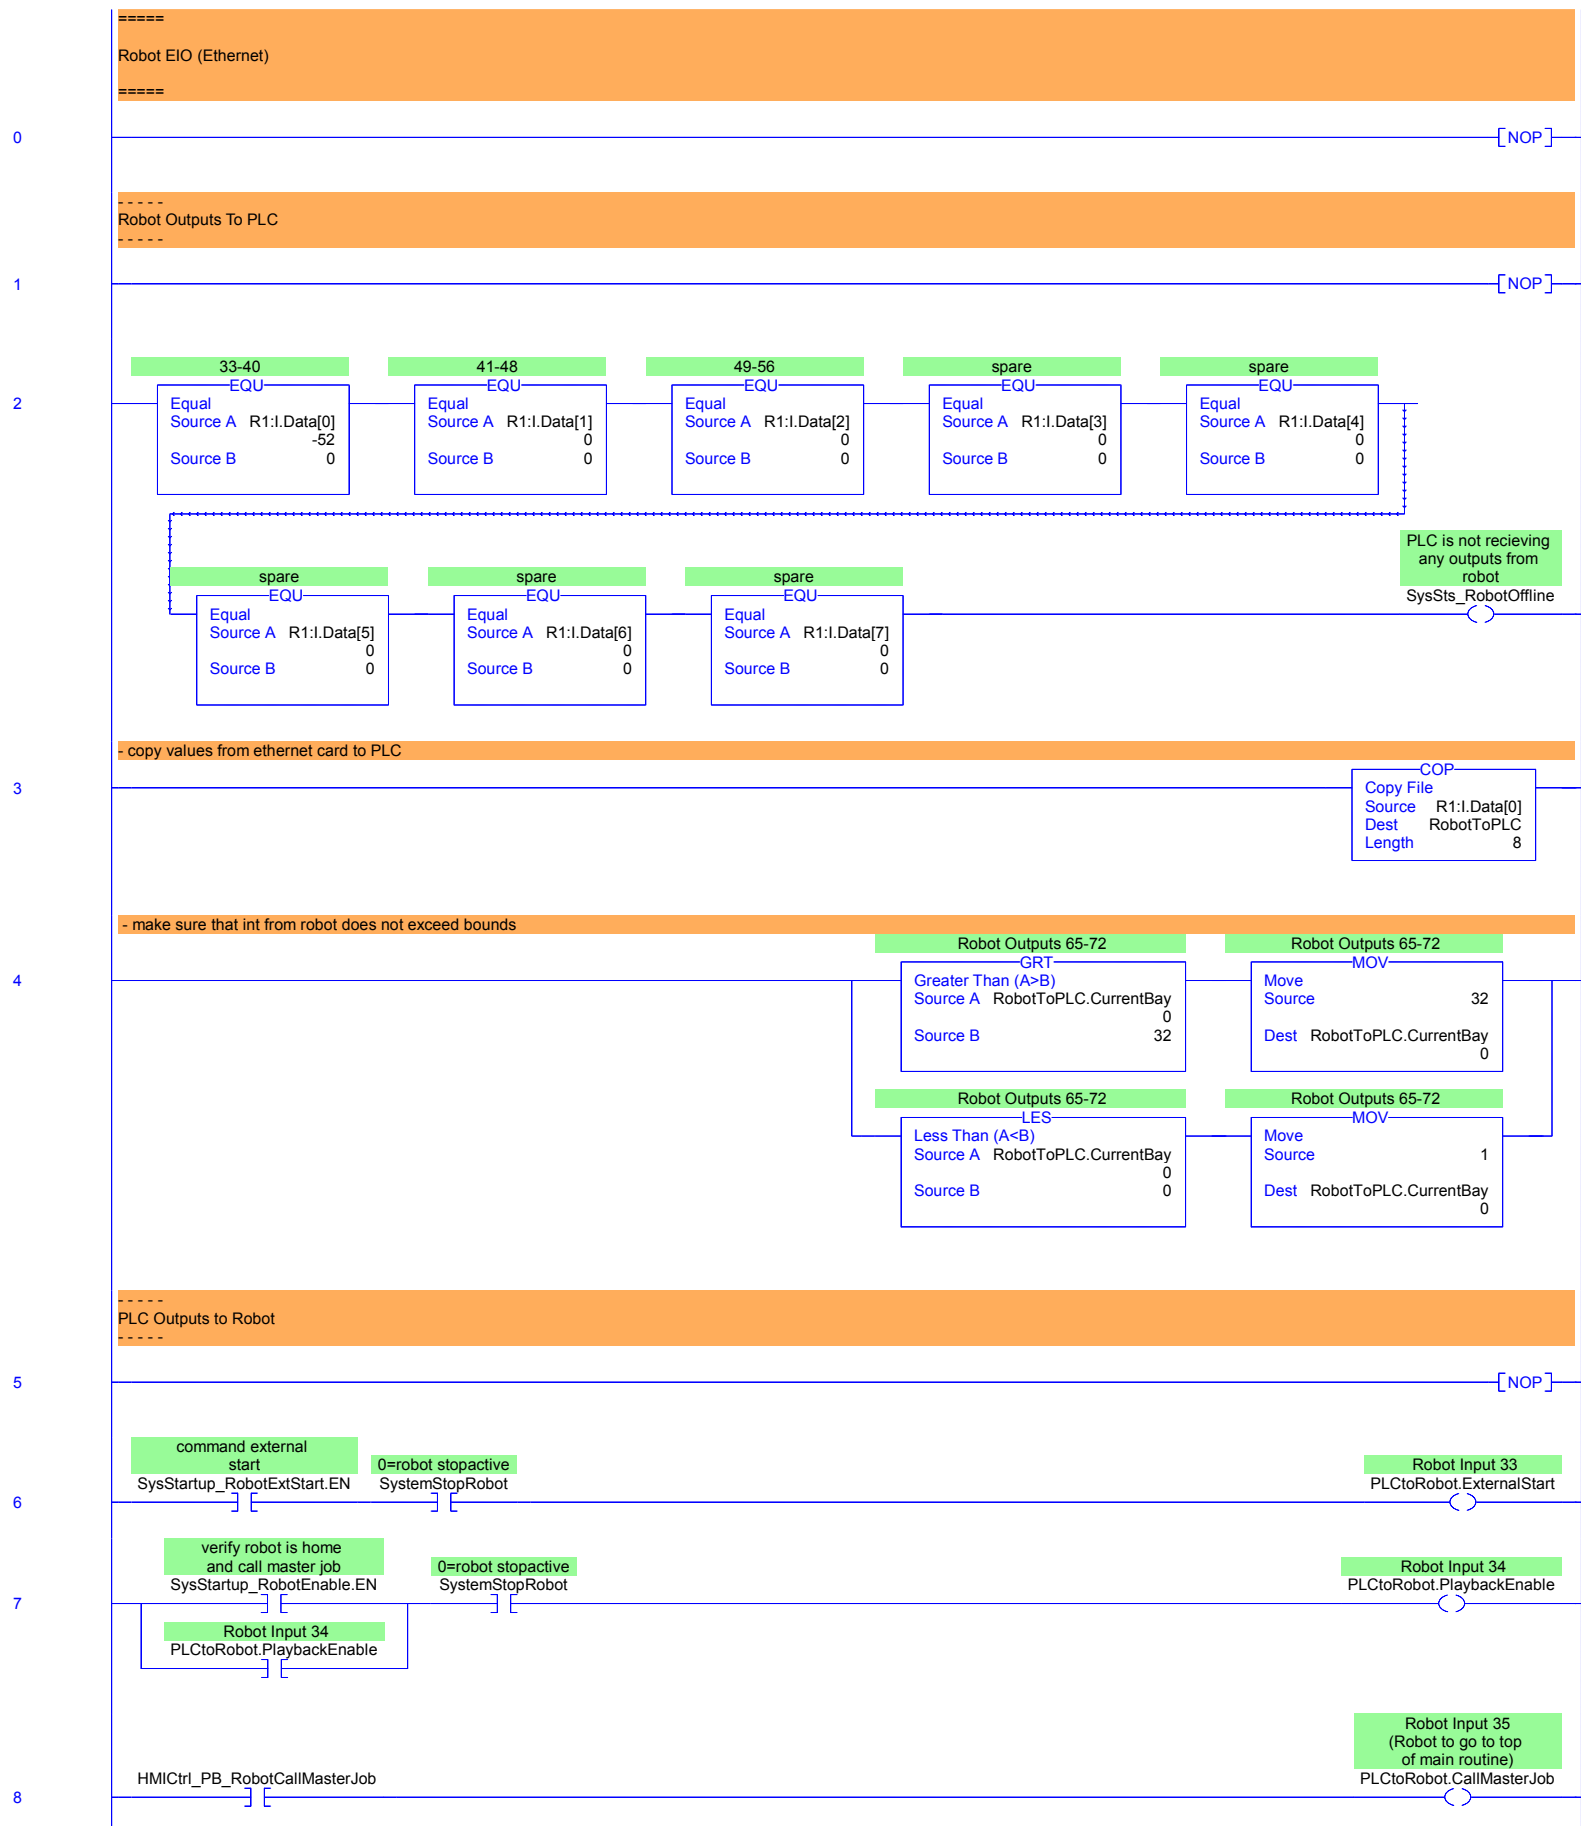 =====
Robot EIO (Ethernet)
=====
0
NOP
- - - - -
Robot Outputs To PLC
- - - - -
1
NOP
2
33-40
EQU
Equal
Source A R1:I.Data[0]
-52
Source B 0
41-48
EQU
Equal
Source A R1:I.Data[1]
0
Source B 0
49-56
EQU
Equal
Source A R1:I.Data[2]
0
Source B 0
spare
EQU
Equal
Source A R1:I.Data[3]
0
Source B 0
spare
EQU
Equal
Source A R1:I.Data[4]
0
Source B 0
spare
EQU
Equal
Source A R1:I.Data[5]
0
Source B 0
spare
EQU
Equal
Source A R1:I.Data[6]
0
Source B 0
spare
EQU
Equal
Source A R1:I.Data[7]
0
Source B 0
PLC is not recieving
any outputs from
robot
SysSts_RobotOffline
- copy values from ethernet card to PLC
3
COP
Copy File
Source R1:I.Data[0]
Dest RobotToPLC
Length 8
- make sure that int from robot does not exceed bounds
4
Robot Outputs 65-72
GRT
Greater Than (A>B)
Source A RobotToPLC.CurrentBay
0
Source B 32
Robot Outputs 65-72
MOV
Move
Source 32
Dest RobotToPLC.CurrentBay
0
Robot Outputs 65-72
LES
Less Than (A<B)
Source A RobotToPLC.CurrentBay
0
Source B 0
Robot Outputs 65-72
MOV
Move
Source 1
Dest RobotToPLC.CurrentBay
0
- - - - -
PLC Outputs to Robot
- - - - -
5
NOP
6
command external
start
SysStartup_RobotExtStart.EN
0=robot stopactive
SystemStopRobot
Robot Input 33
PLCtoRobot.ExternalStart
7
verify robot is home
and call master job
SysStartup_RobotEnable.EN
0=robot stopactive
SystemStopRobot
Robot Input 34
PLCtoRobot.PlaybackEnable
Robot Input 34
PLCtoRobot.PlaybackEnable
8
HMICtrl_PB_RobotCallMasterJob
Robot Input 35
(Robot to go to top
of main routine)
PLCtoRobot.CallMasterJob